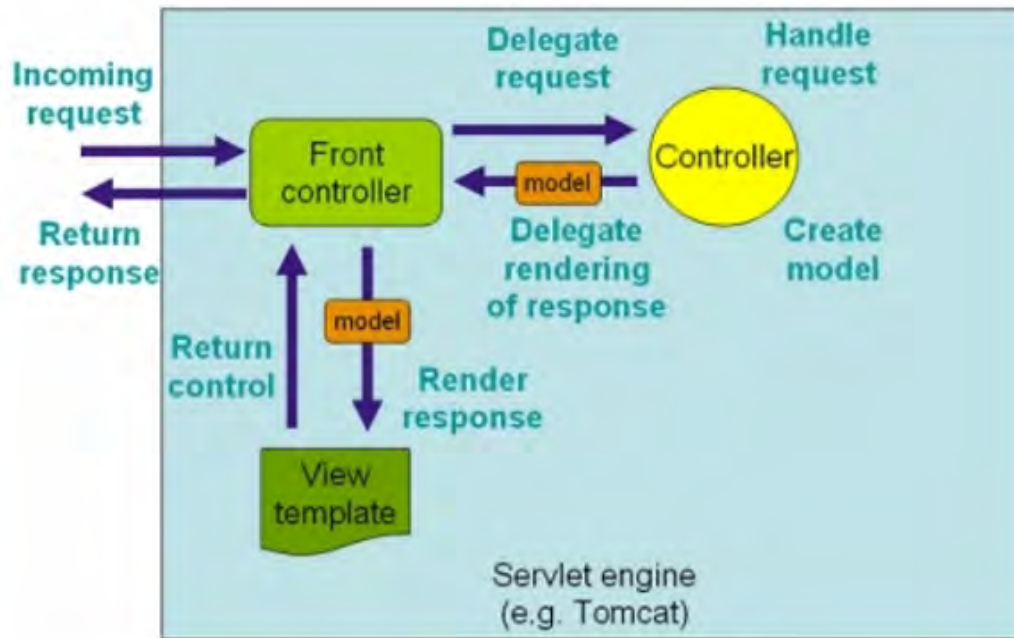 Incoming
request
Return
response
Front
controller
Delegate
request
Handle
request
Controller
model
Delegate
rendering
of response
Create
model
Return
control
model
Render
response
View
template
Servlet engine
(e.g. Tomcat)